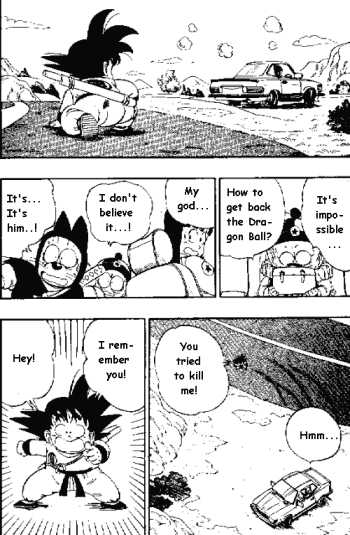 It's...
It's
him..!
I don't
believe
it...!
My
god...
How to
get back
the Dra-
gon Ball?
It's
impo-
ssible
...
Hey!
I rem-
ember
you!
You
tried
to kill
me!
Hmm...